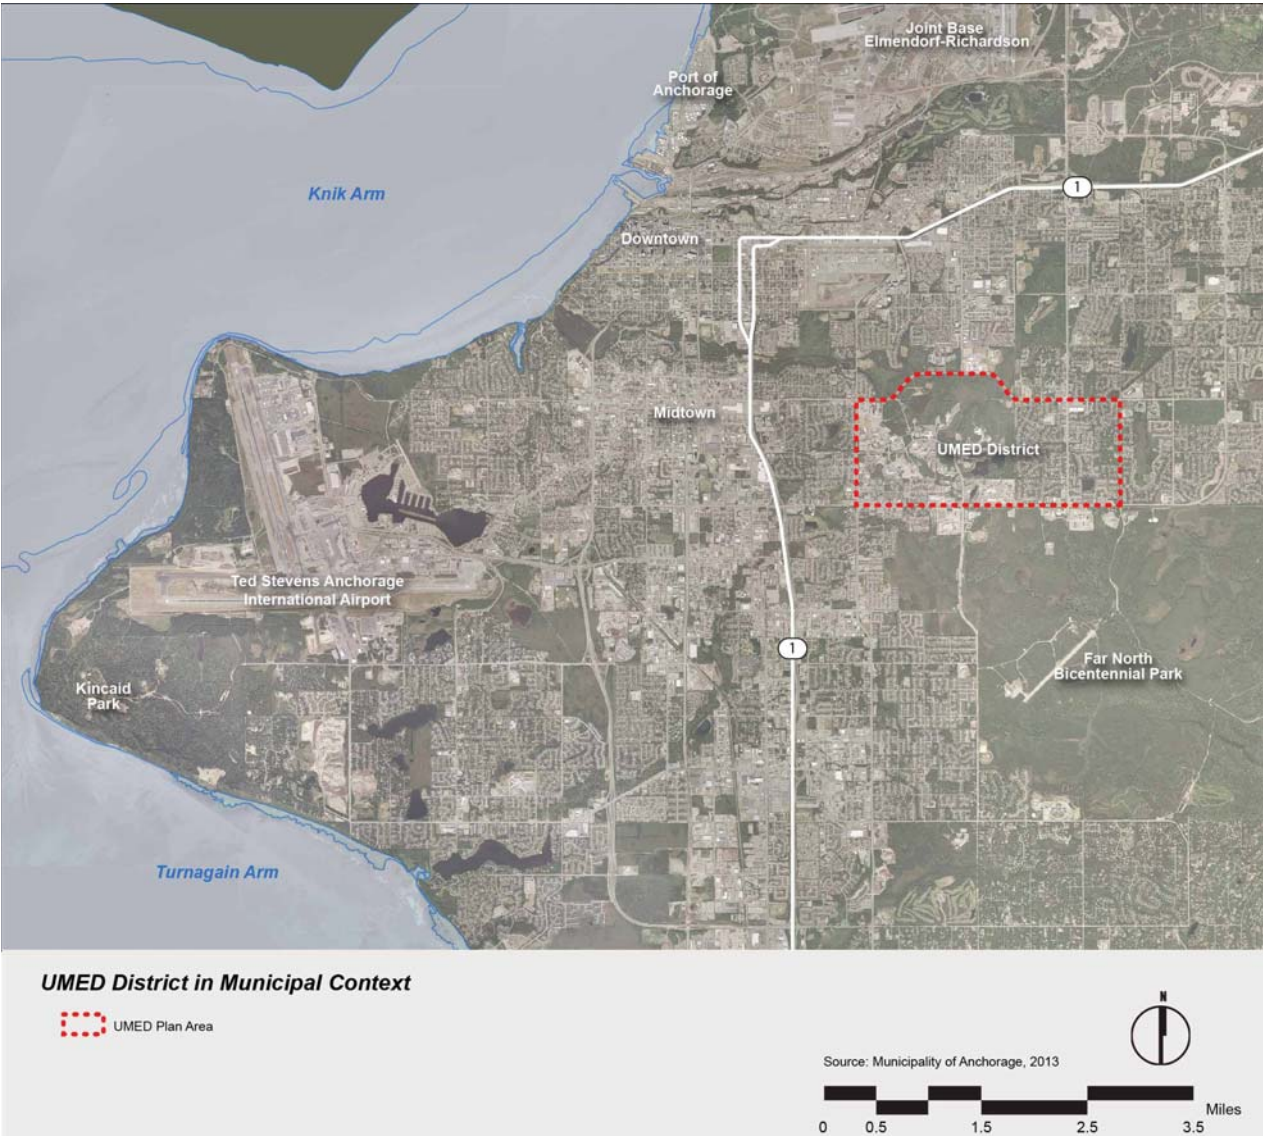 Joint Base
Elmendorf-Richardson
Port of
Anchorage
1
Knik Arm
Downtown
Midtown
UMED District
Ted Stevens Anchorage
International Airport
1
Far North
Bicentennial Park
Kincaid
Park
Turnagain Arm
UMED District in Municipal Context
UMED Plan Area
N
Source: Municipality of Anchorage, 2013
Miles
0 0.5 1.5 2.5 3.5